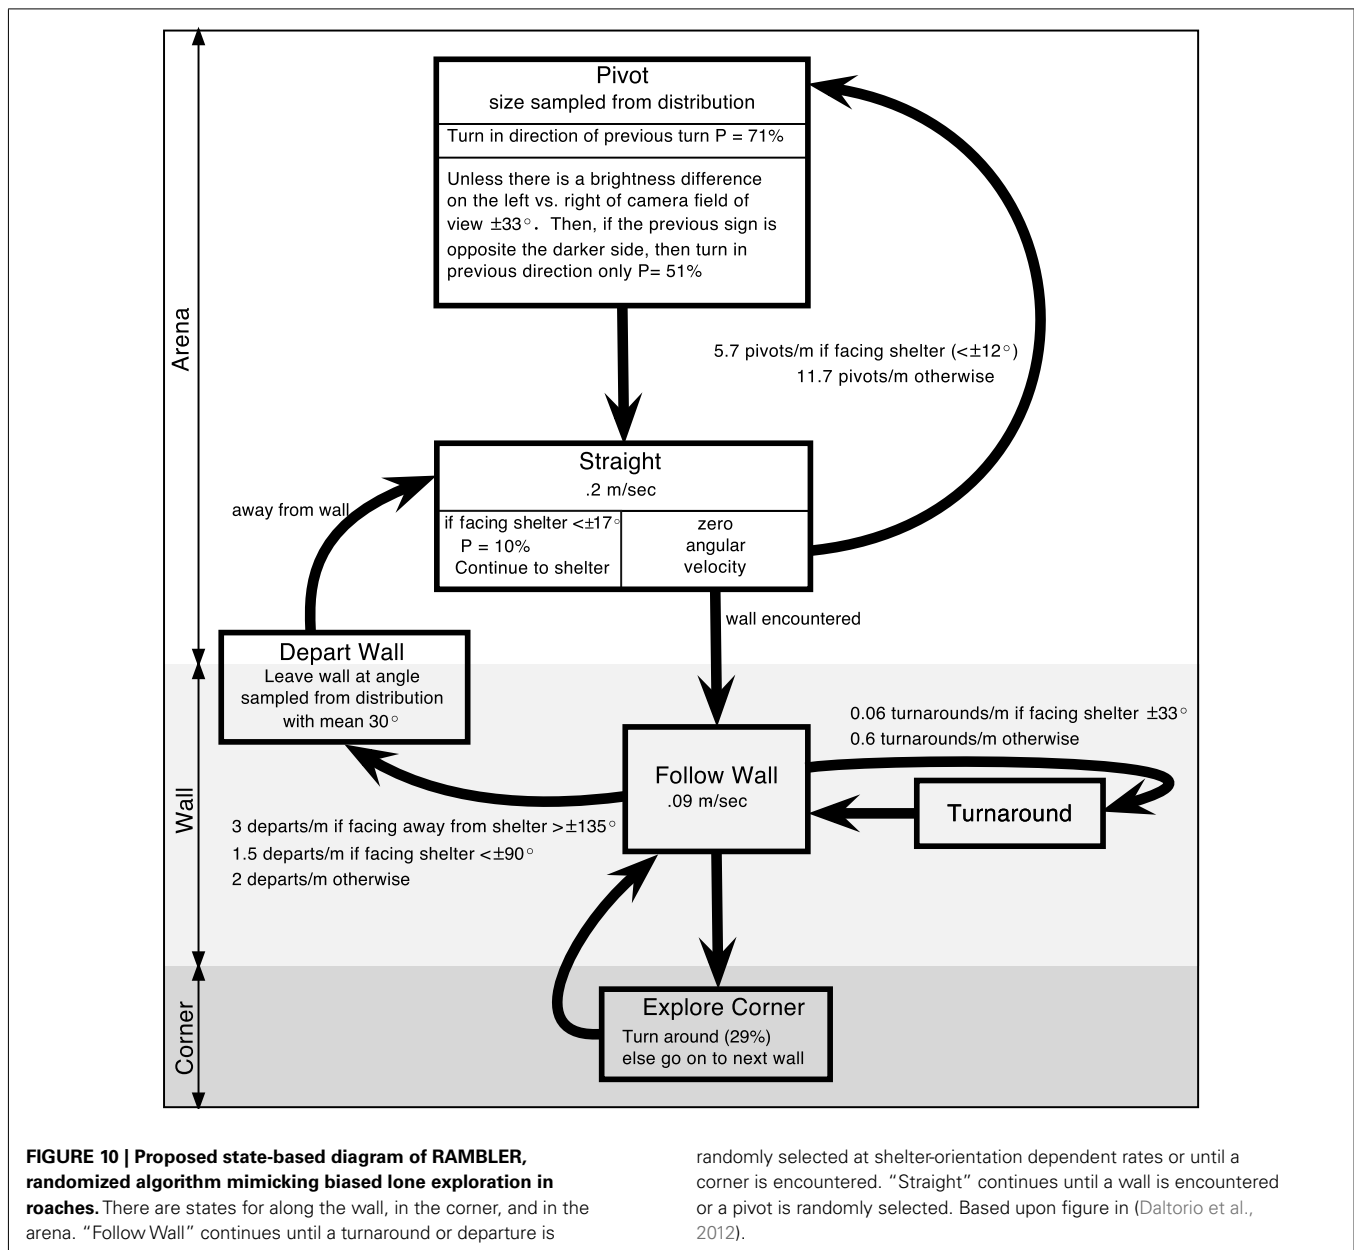 Pivot
size sampled from distribution
Turn in direction of previous turn P = 71%
Unless there is a brightness difference
on the left vs. right of camera field of
view ±33°. Then, if the previous sign is
opposite the darker side, then turn in
previous direction only P= 51%
Arena
5.7 pivots/m if facing shelter (<±12°)
11.7 pivots/m otherwise
Straight
.2 m/sec
if facing shelter <±17°
P = 10%
Continue to shelter
zero
angular
velocity
away from wall
wall encountered
Depart Wall
Leave wall at angle
sampled from distribution
with mean 30°
Wall
0.06 turnarounds/m if facing shelter ±33°
0.6 turnarounds/m otherwise
Follow Wall
.09 m/sec
Turnaround
3 departs/m if facing away from shelter >±135°
1.5 departs/m if facing shelter <±90°
2 departs/m otherwise
Corner
Explore Corner
Turn around (29%)
else go on to next wall
FIGURE 10 | Proposed state-based diagram of RAMBLER,
randomized algorithm mimicking biased lone exploration in
roaches. There are states for along the wall, in the corner, and in the
arena. “Follow Wall” continues until a turnaround or departure is
randomly selected at shelter-orientation dependent rates or until a
corner is encountered. “Straight” continues until a wall is encountered
or a pivot is randomly selected. Based upon figure in (Daltorio et al.,
2012).